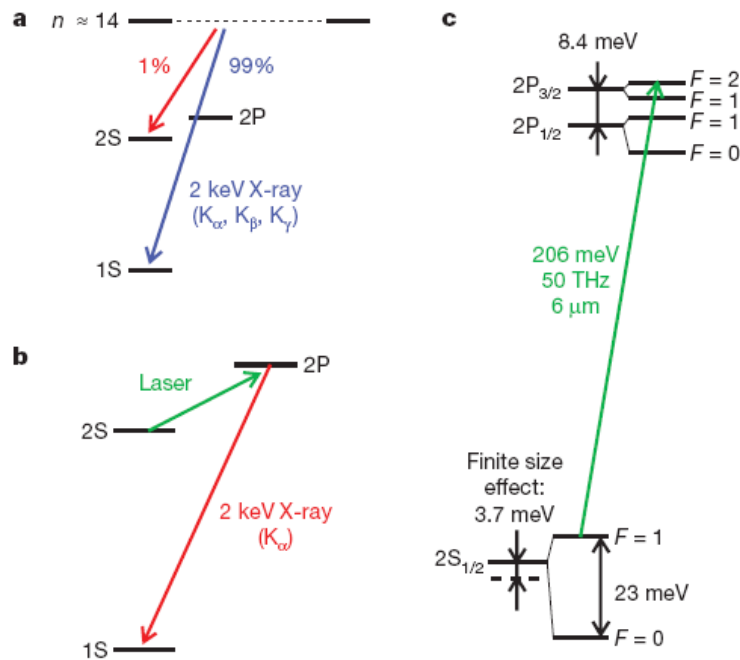 a
n ≈ 14
1%
99%
2S
2P
2 keV X-ray
(Kα, Kβ, Kγ)
1S
b
2P
Laser
2S
2 keV X-ray
(Kα)
1S
c
8.4 meV
2P3/2
F = 2
F = 1
2P1/2
F = 1
F = 0
206 meV
50 THz
6 μm
Finite size
effect:
3.7 meV
F = 1
2S1/2
23 meV
F = 0